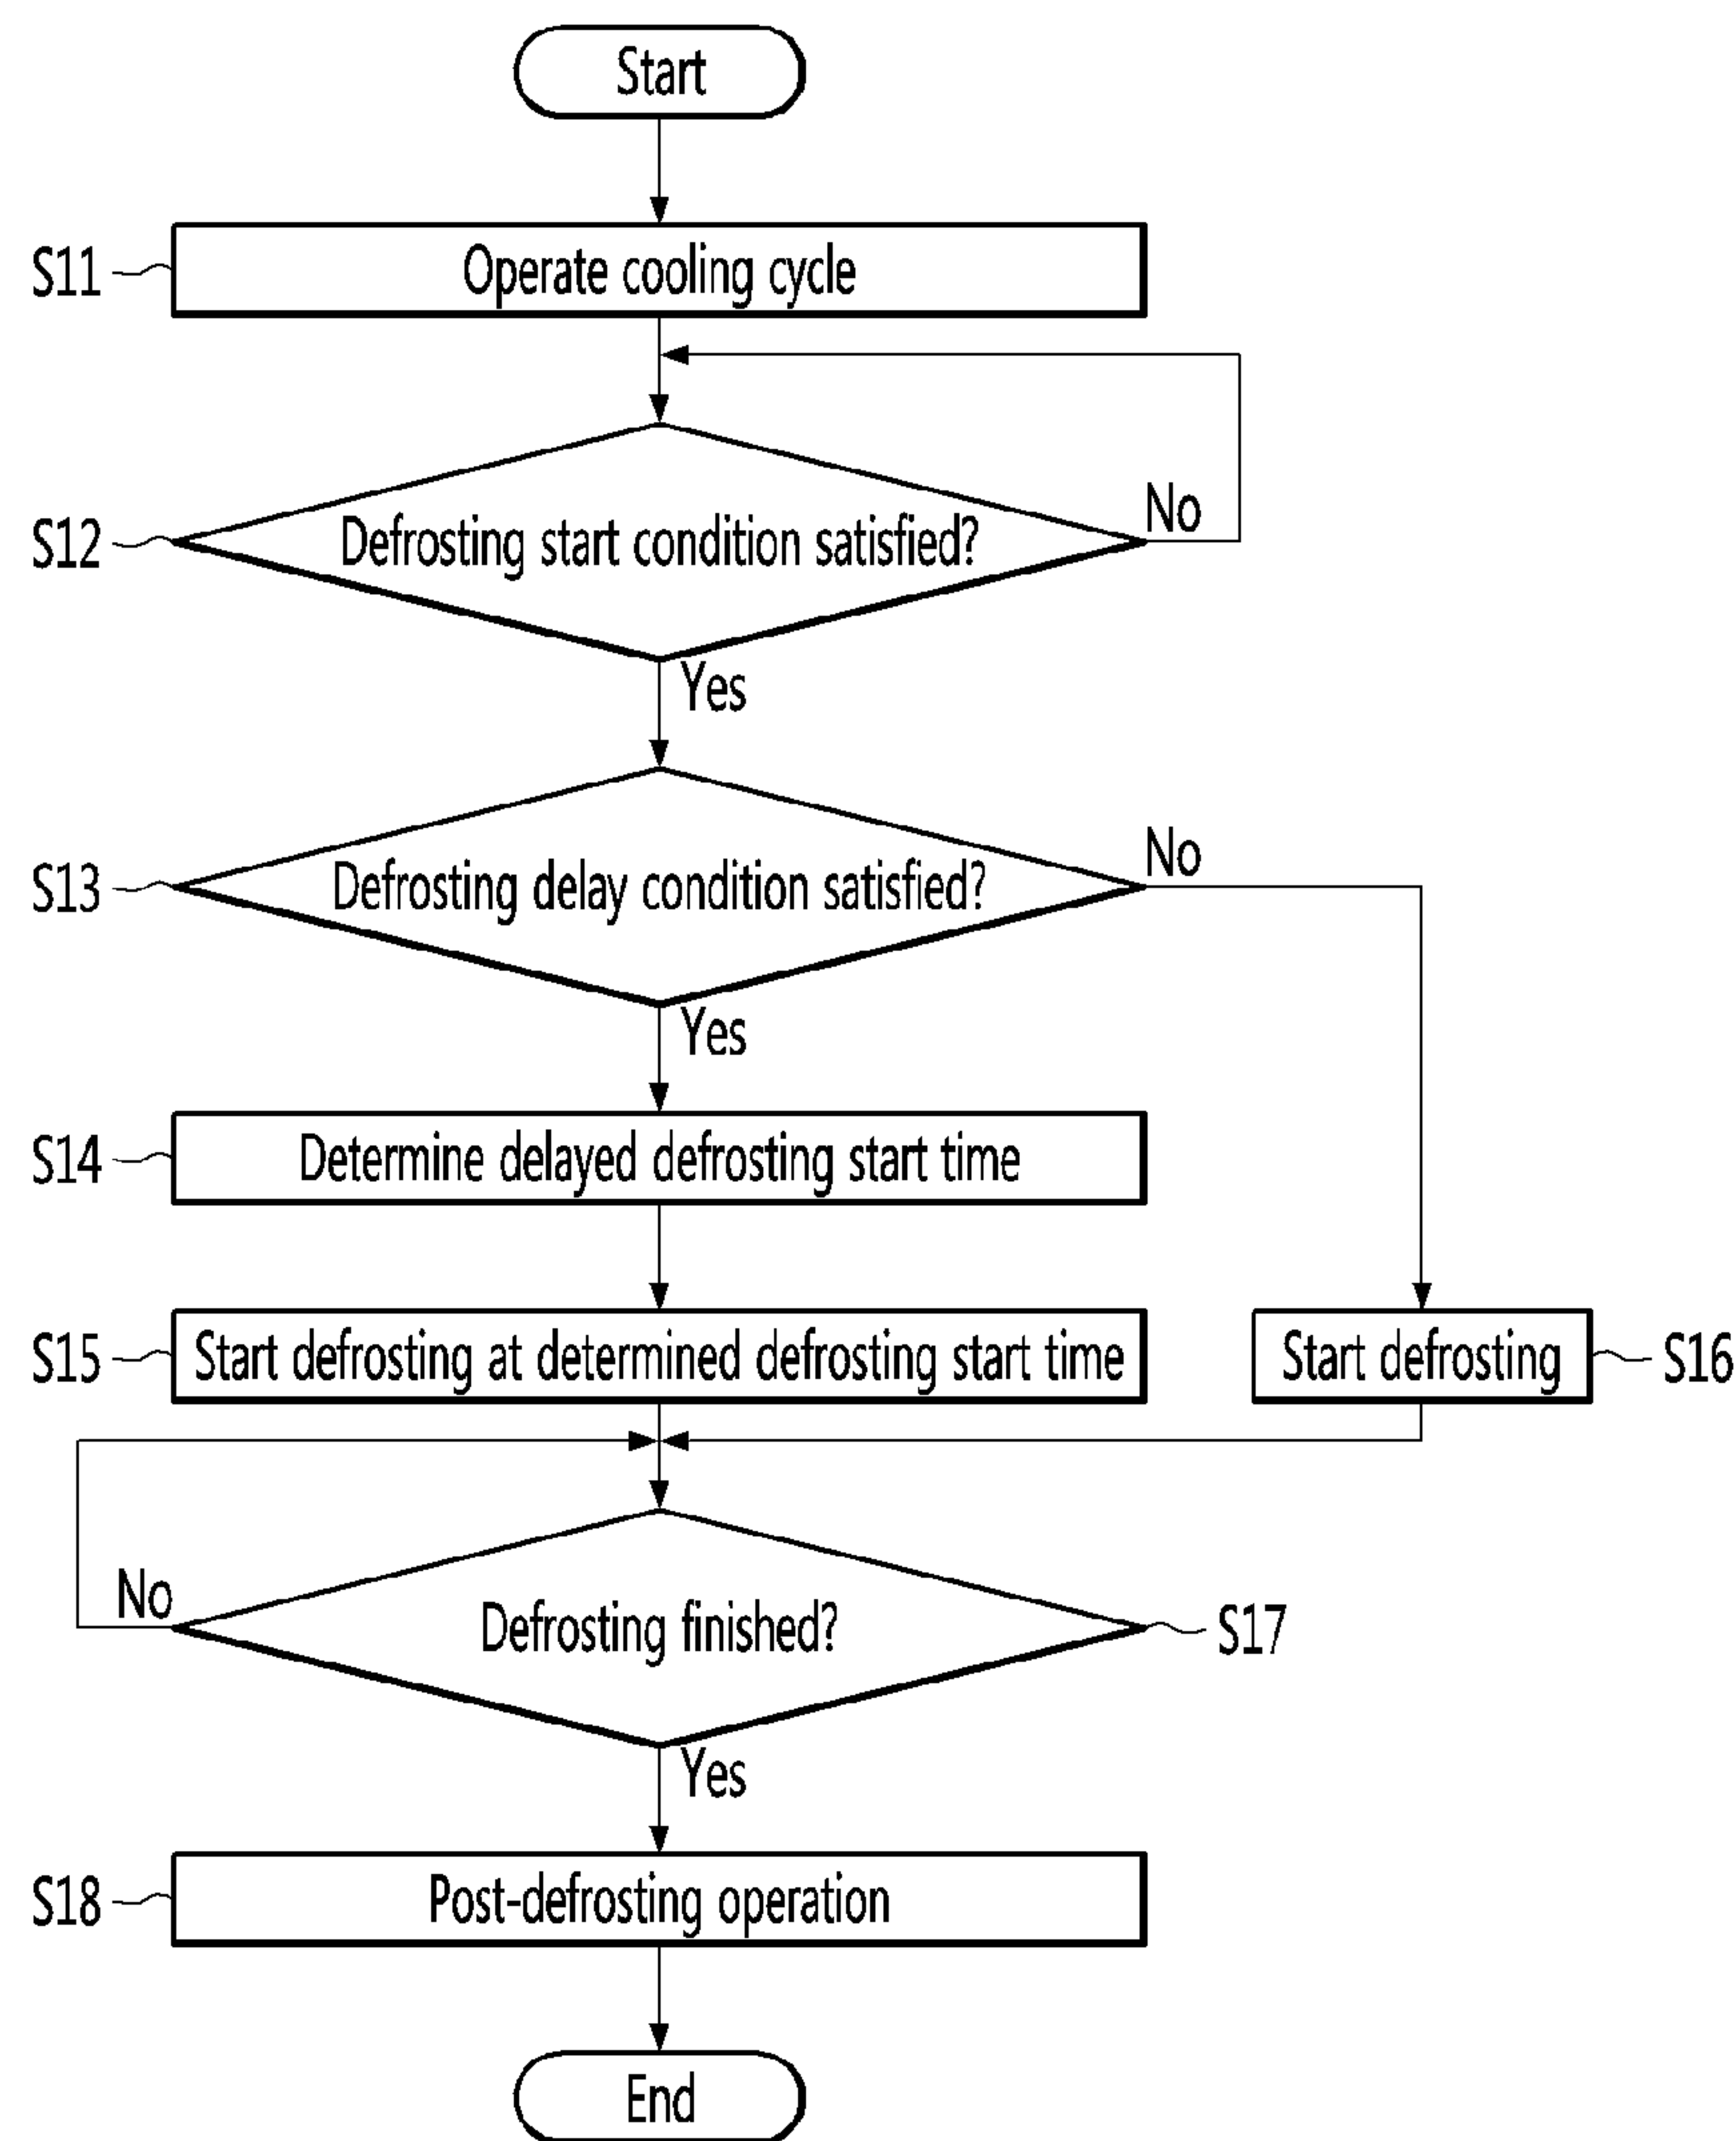 Start
S11
Operate cooling cycle
S12
Defrosting start condition satisfied?
No
Yes
S13
Defrosting delay condition satisfied?
No
Yes
S14
Determine delayed defrosting start time
S15
Start defrosting at determined defrosting start time
Start defrosting
S16
No
Defrosting finished?
S17
Yes
S18
Post-defrosting operation
End